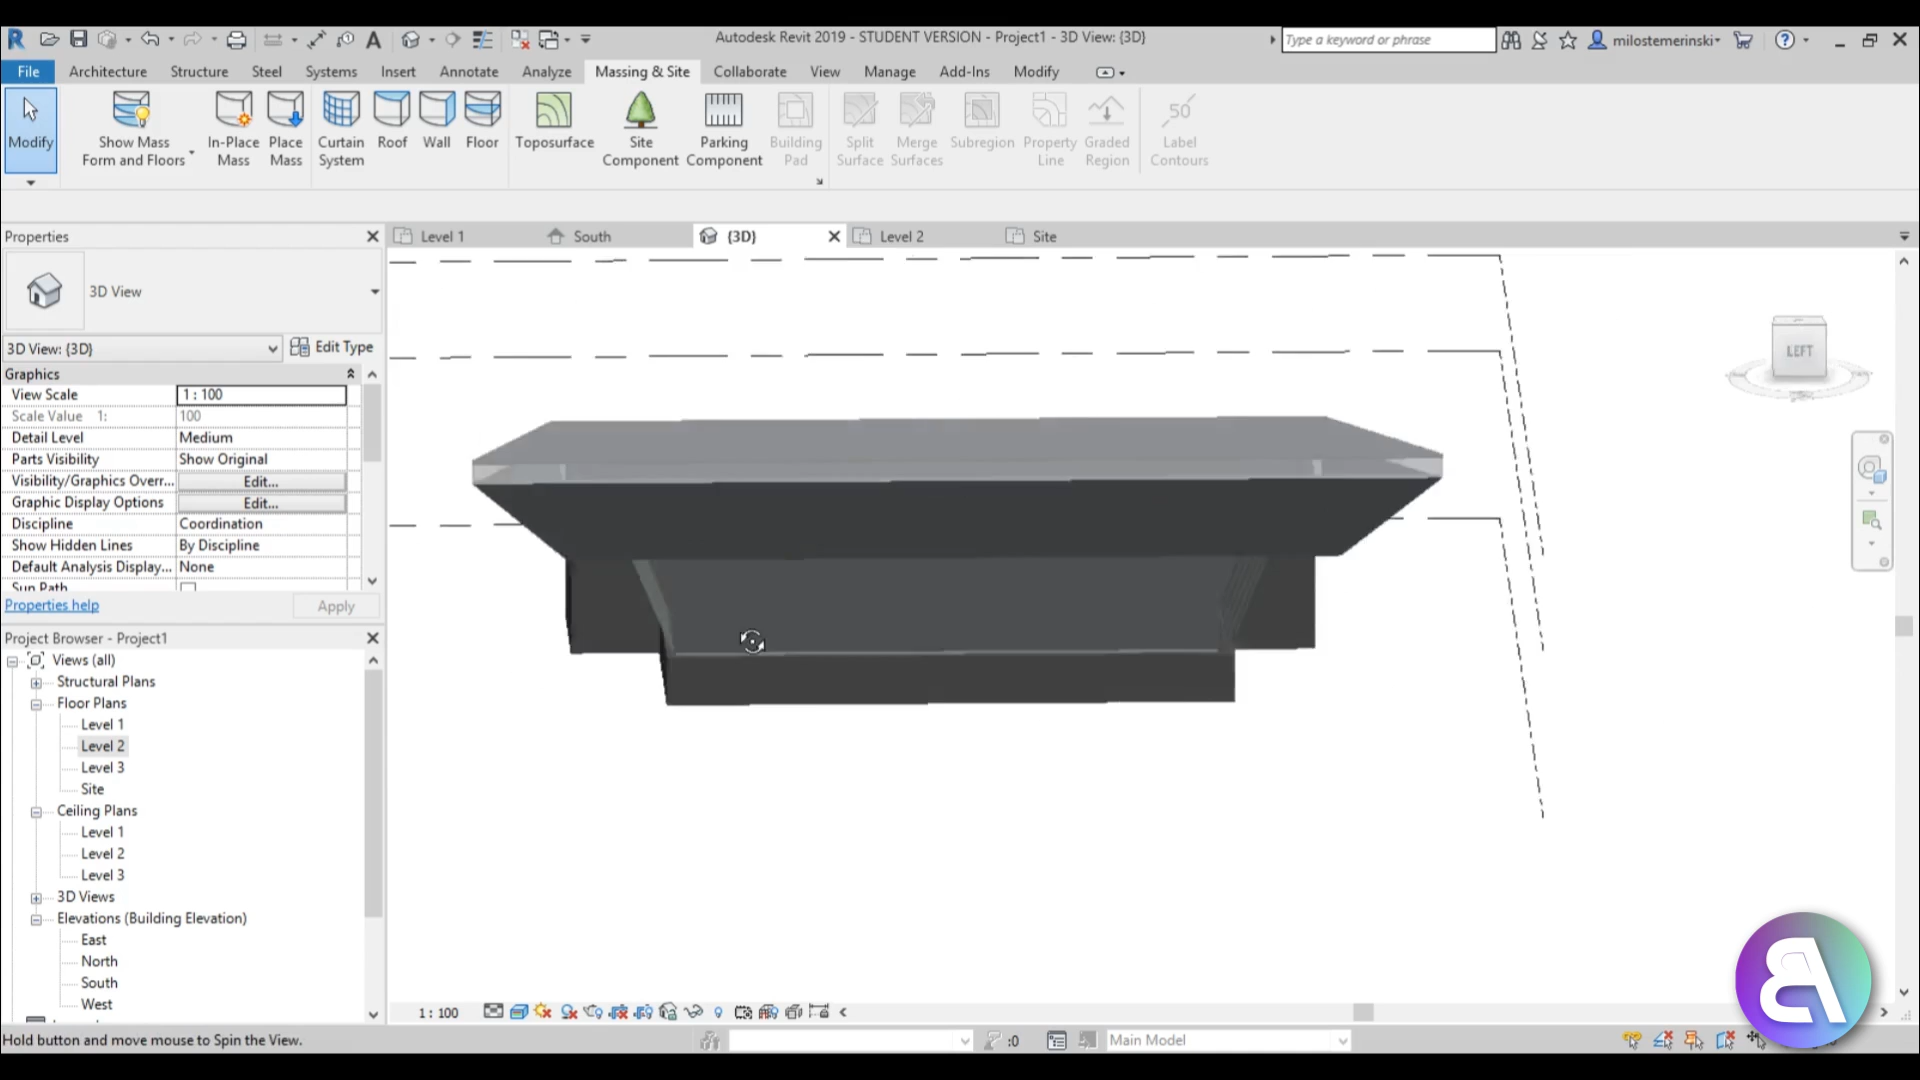 Autodesk Revit 2019 - STUDENT VERSION - Project1 - 3D View: {3D}
Type a keyword or phrase
milostemerinski
File Architecture Structure Steel Systems Insert Annotate Analyze Massing & Site Collaborate View Manage Add-Ins Modify
Modify
Show Mass
Form and Floors
In-Place
Mass
Place
Mass
Curtain
System
Roof
Wall
Floor
Toposurface
Site
Component
Parking
Component
Building
Pad
Split
Surface
Merge
Surfaces
Subregion
Property
Line
Graded
Region
50
Label
Contours
Properties
Level 1
South
{3D}
Level 2
Site
3D View
3D View: {3D}
Edit Type
Graphics
View Scale 1 : 100
Scale Value 1: 100
Detail Level Medium
Parts Visibility Show Original
Visibility/Graphics Overr... Edit...
Graphic Display Options Edit...
Discipline Coordination
Show Hidden Lines By Discipline
Default Analysis Display... None
Sun Path
Properties help
Apply
LEFT
Project Browser - Project1
Views (all)
Structural Plans
Floor Plans
Level 1
Level 2
Level 3
Site
Ceiling Plans
Level 1
Level 2
Level 3
3D Views
Elevations (Building Elevation)
East
North
South
West
1 : 100
Hold button and move mouse to Spin the View.
:0
Main Model